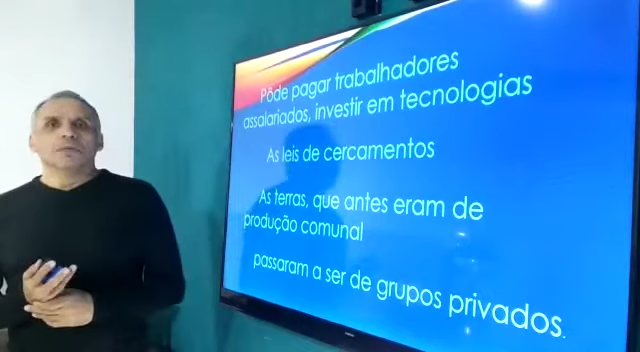 Pôde pagar trabalhadores
assalariados, investir em tecnologias
As leis de cercamentos
As terras, que antes eram de
produção comunal
passaram a ser de grupos privados.